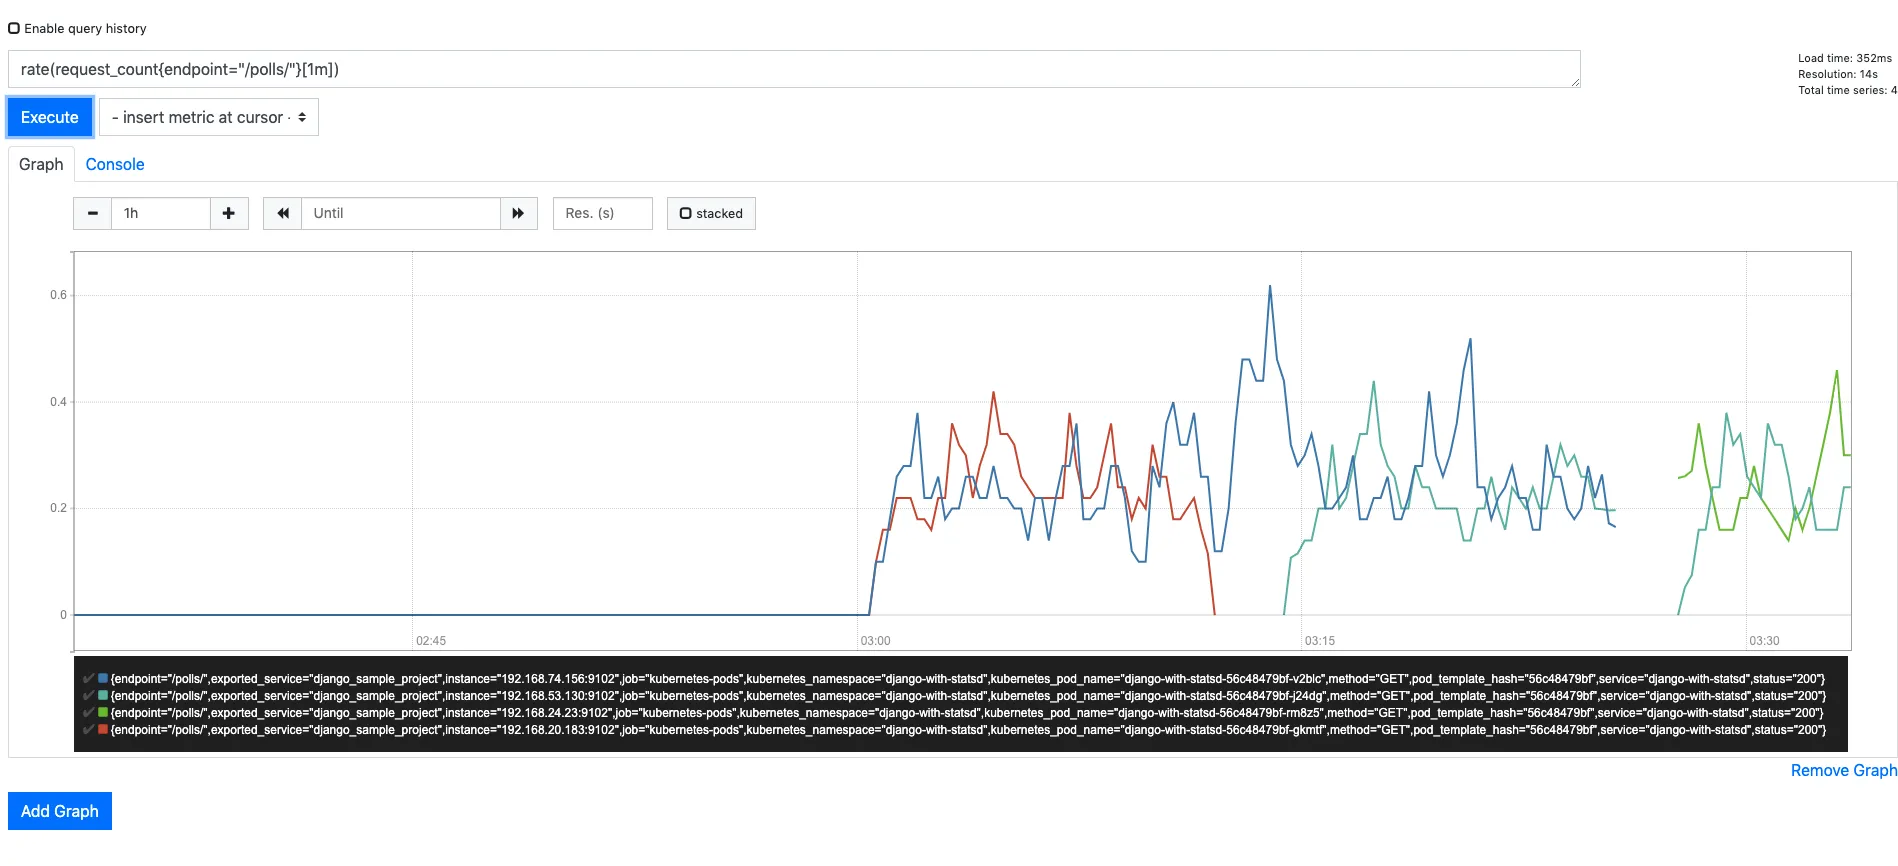 Enable query history
rate(request_count{endpoint="/polls/"}[1m])
Load time: 352ms
Resolution: 14s
Total time series: 4
Execute
- insert metric at cursor -
Graph
Console
1h
Until
Res. (s)
stacked
0.6
0.4
0.2
0
02:45
03:00
03:15
03:30
{endpoint="/polls/",exported_service="django_sample_project",instance="192.168.74.156:9102",job="kubernetes-pods",kubernetes_namespace="django-with-statsd",kubernetes_pod_name="django-with-statsd-56c48479bf-v2blc",method="GET",pod_template_hash="56c48479bf",service="django-with-statsd",status="200"}
{endpoint="/polls/",exported_service="django_sample_project",instance="192.168.53.130:9102",job="kubernetes-pods",kubernetes_namespace="django-with-statsd",kubernetes_pod_name="django-with-statsd-56c48479bf-j24dg",method="GET",pod_template_hash="56c48479bf",service="django-with-statsd",status="200"}
{endpoint="/polls/",exported_service="django_sample_project",instance="192.168.24.23:9102",job="kubernetes-pods",kubernetes_namespace="django-with-statsd",kubernetes_pod_name="django-with-statsd-56c48479bf-rm8z5",method="GET",pod_template_hash="56c48479bf",service="django-with-statsd",status="200"}
{endpoint="/polls/",exported_service="django_sample_project",instance="192.168.20.183:9102",job="kubernetes-pods",kubernetes_namespace="django-with-statsd",kubernetes_pod_name="django-with-statsd-56c48479bf-gkmtf",method="GET",pod_template_hash="56c48479bf",service="django-with-statsd",status="200"}
Remove Graph
Add Graph